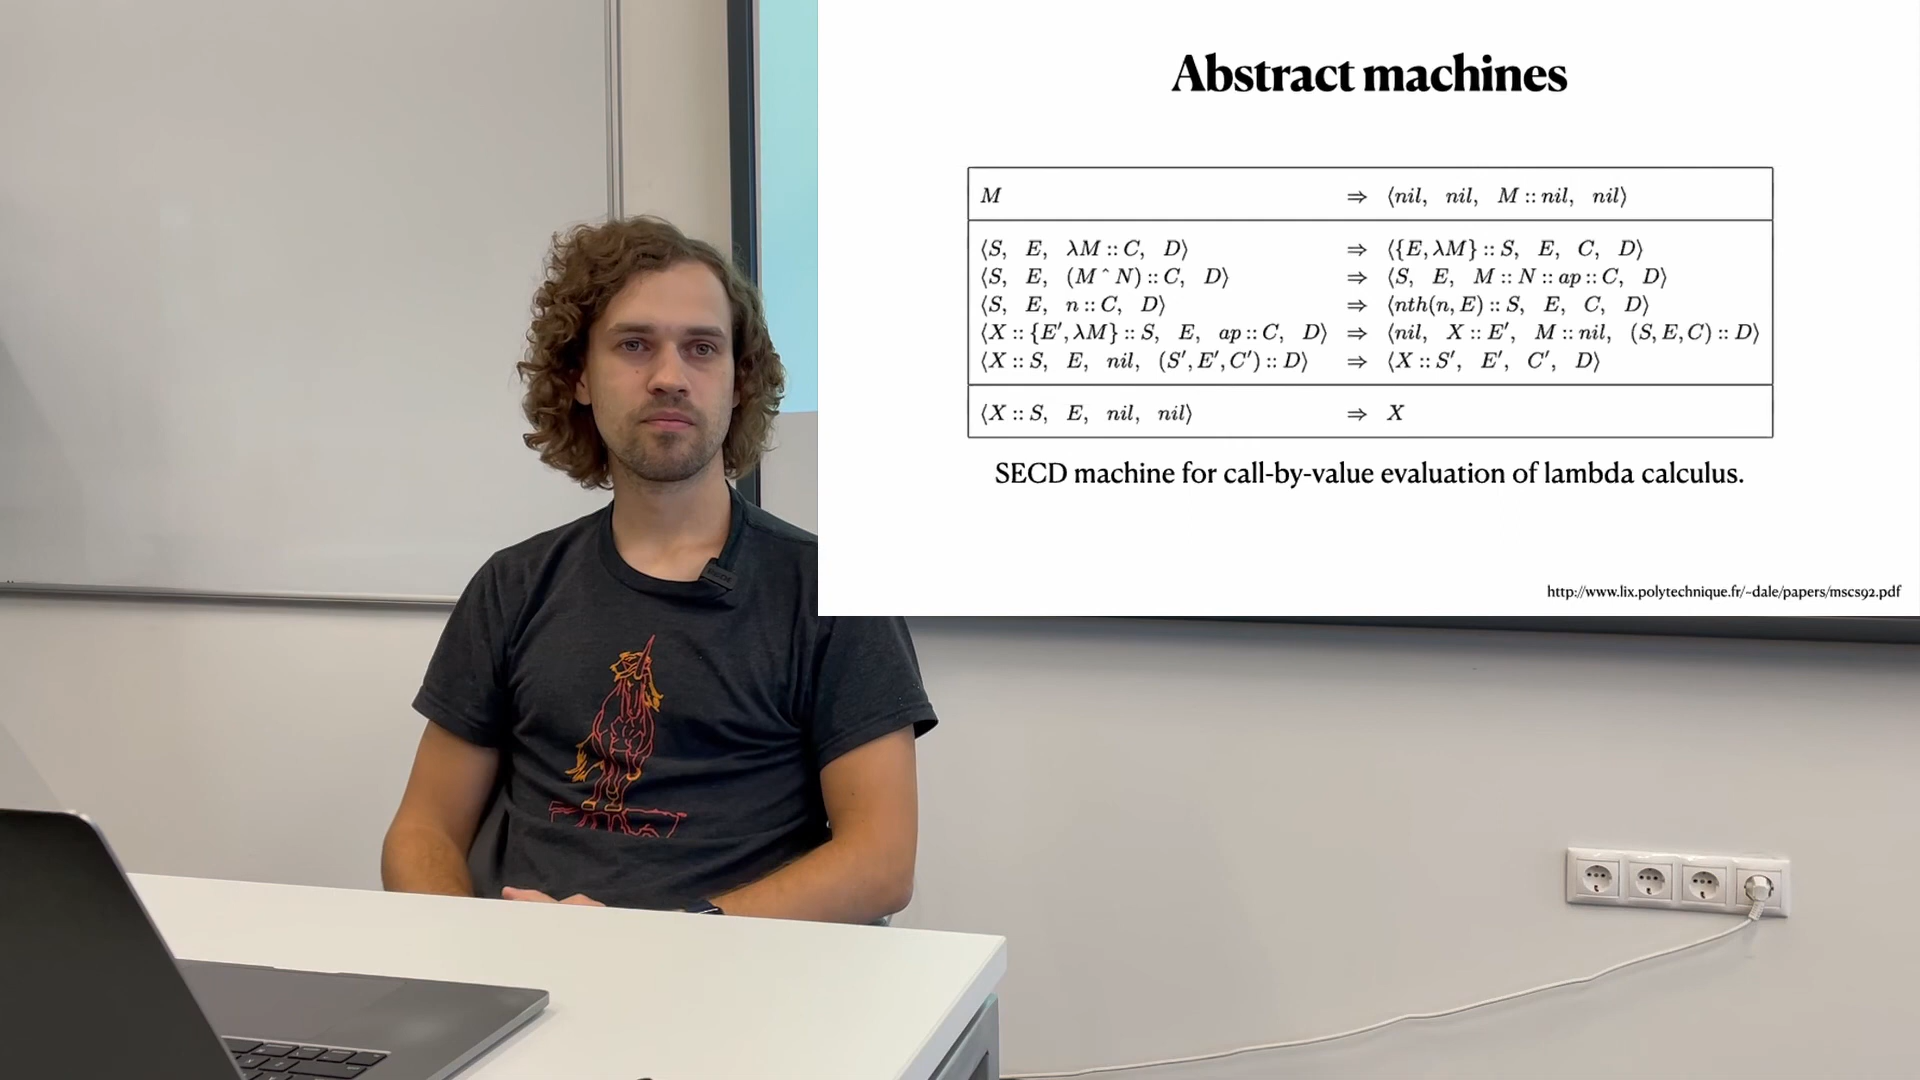 Abstract machines
M ⇒ ⟨nil, nil, M :: nil, nil⟩
⟨S, E, λM :: C, D⟩ ⇒ ⟨{E, λM} :: S, E, C, D⟩
⟨S, E, (M ^ N) :: C, D⟩ ⇒ ⟨S, E, M :: N :: ap :: C, D⟩
⟨S, E, n :: C, D⟩ ⇒ ⟨nth(n, E) :: S, E, C, D⟩
⟨X :: {E′, λM} :: S, E, ap :: C, D⟩ ⇒ ⟨nil, X :: E′, M :: nil, (S, E, C) :: D⟩
⟨X :: S, E, nil, (S′, E′, C′) :: D⟩ ⇒ ⟨X :: S′, E′, C′, D⟩
⟨X :: S, E, nil, nil⟩ ⇒ X
SECD machine for call-by-value evaluation of lambda calculus.
http://www.lix.polytechnique.fr/~dale/papers/mscs92.pdf